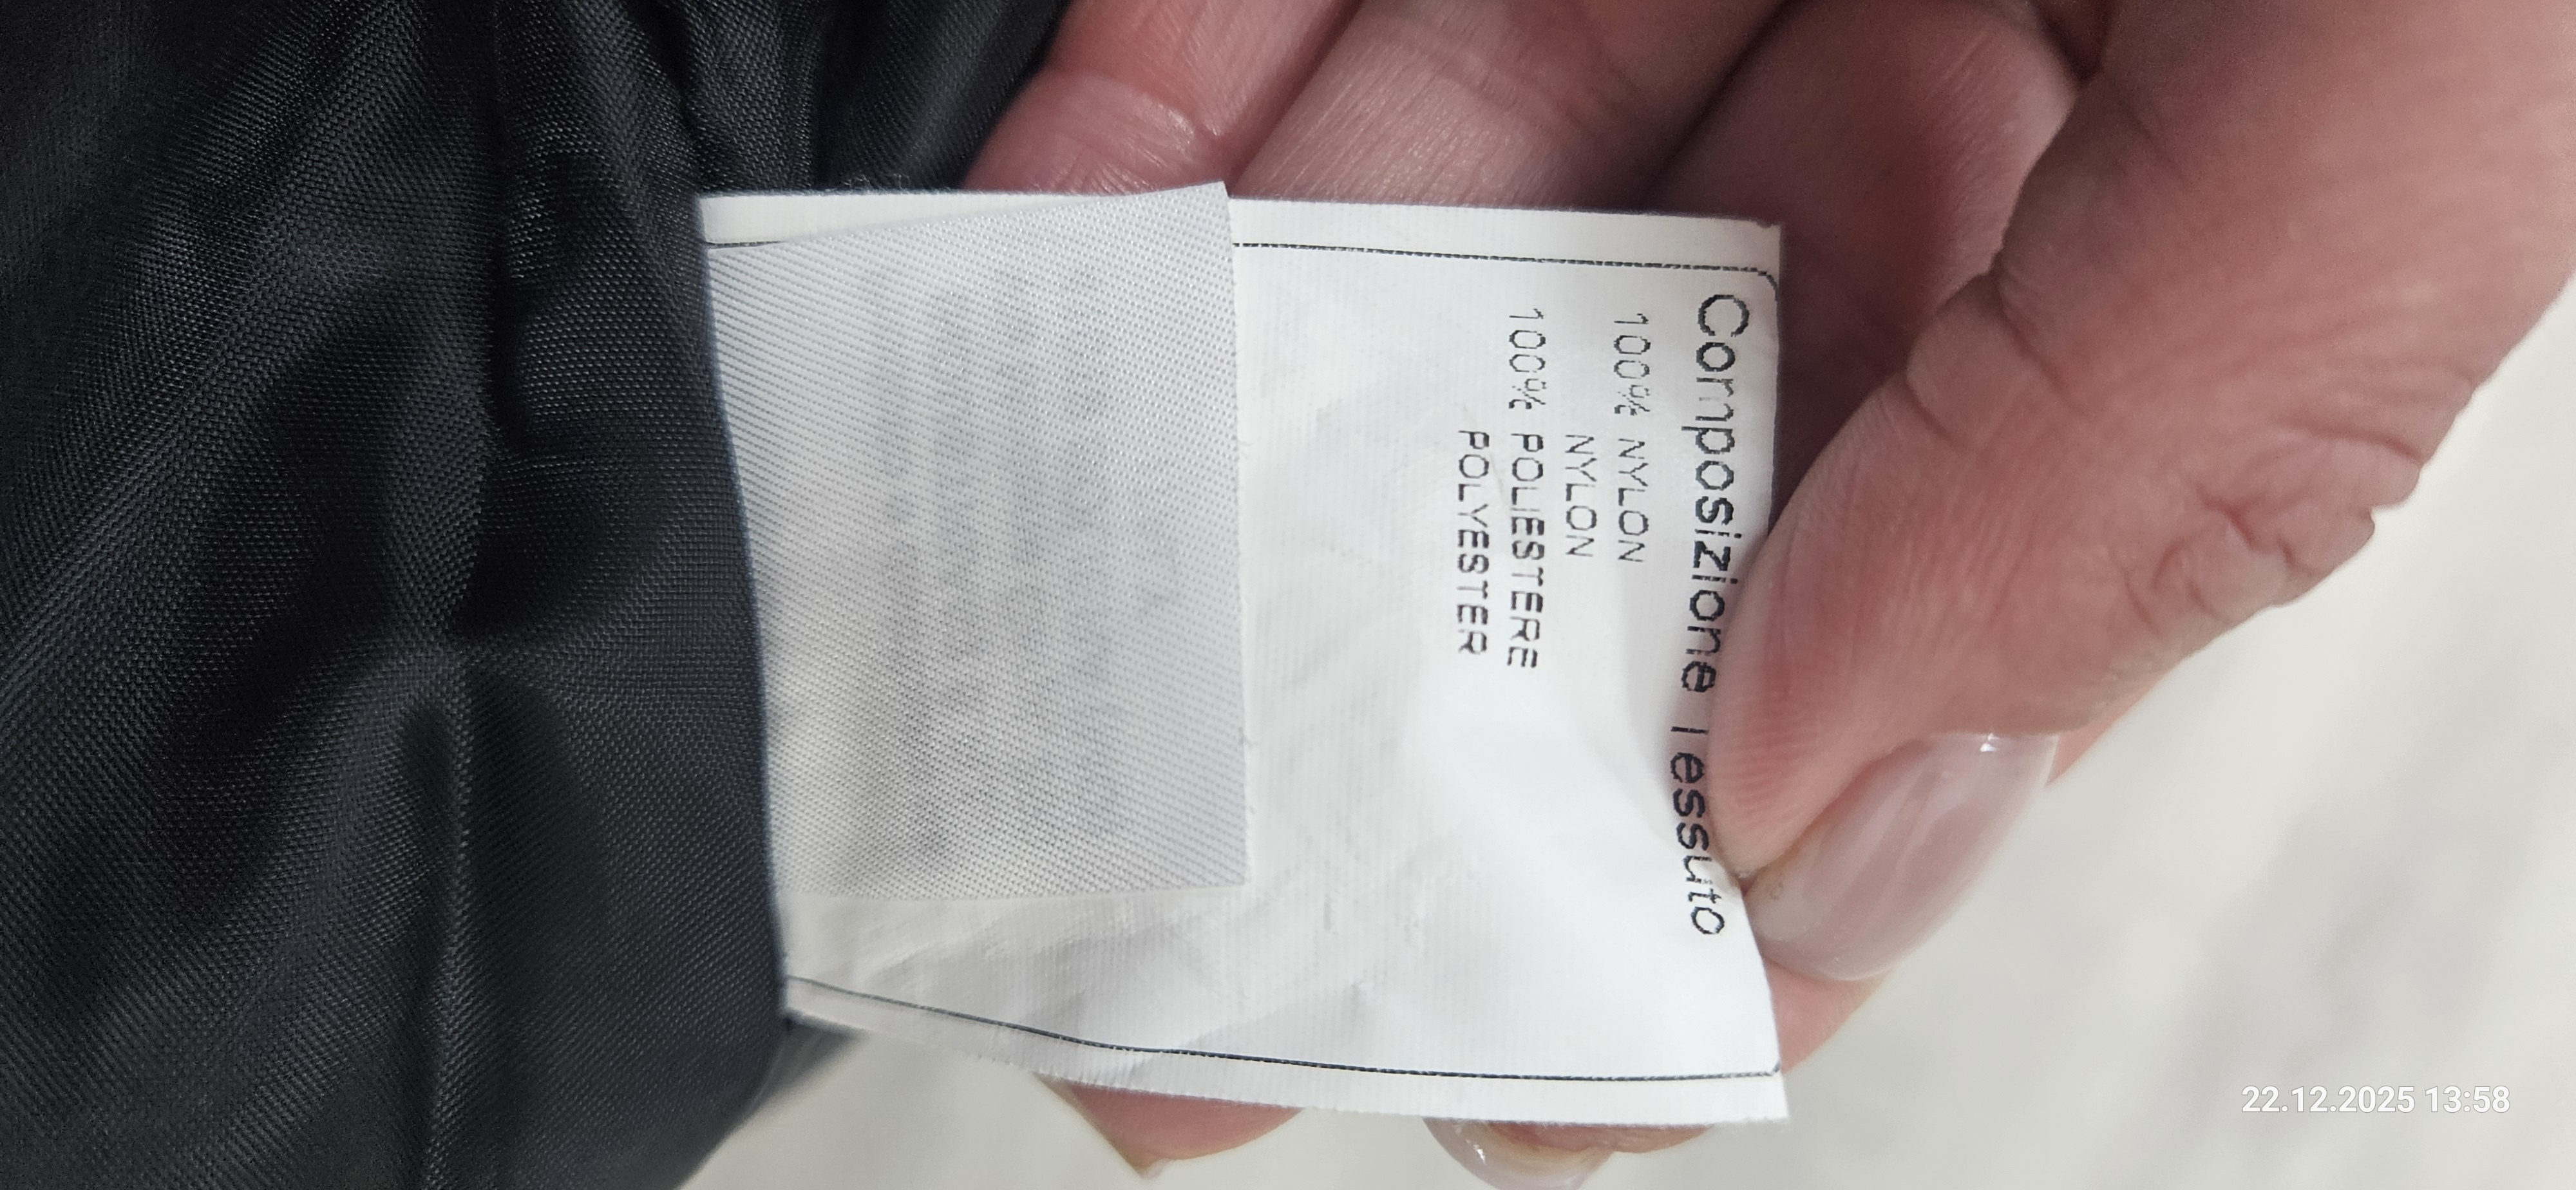 Composizione Tessuto
100% NYLON
NYLON
100% POLIESTERE
POLYESTER
22.12.2025 13:58